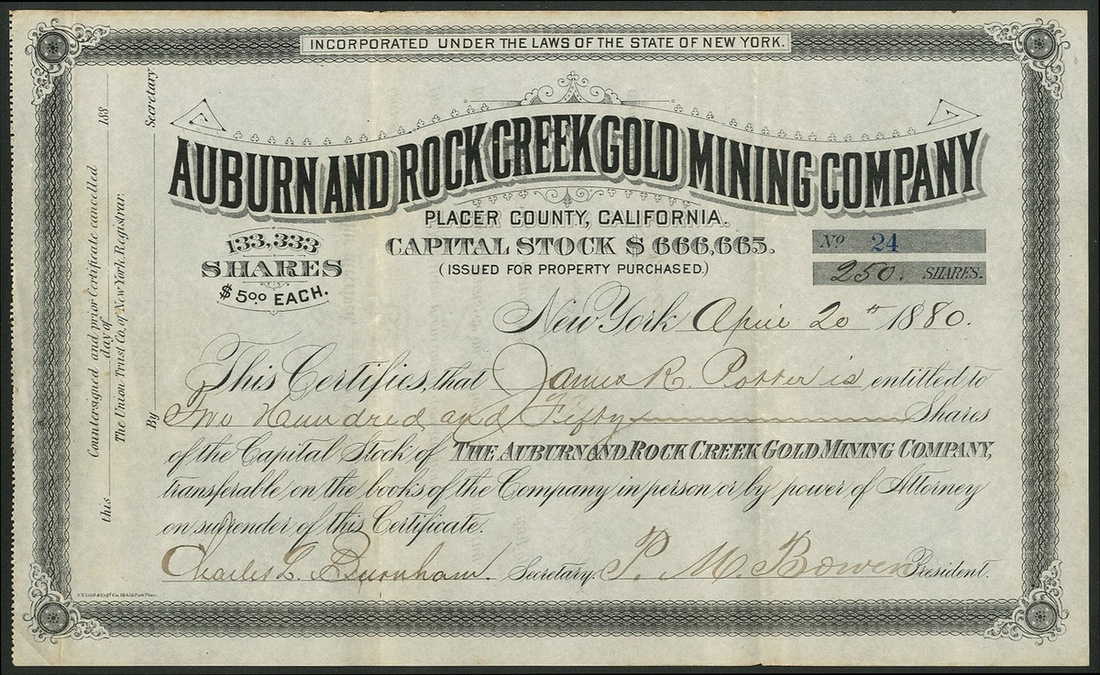 INCORPORATED UNDER THE LAWS OF THE STATE OF NEW YORK.
AUBURN AND ROCK CREEK GOLD MINING COMPANY
PLACER COUNTY, CALIFORNIA.
133,333
SHARES
$5.00 EACH.
CAPITAL STOCK $666,665.
(ISSUED FOR PROPERTY PURCHASED.)
No 24
250. SHARES.
New York April 20th 1880.
This Certifies, that James R. Potter is entitled to
Two Hundred and Fifty Shares
of the Capital Stock of THE AUBURN AND ROCK CREEK GOLD MINING COMPANY,
transferable on the books of the Company in person or by power of Attorney
on surrender of this Certificate.
Charles L. Burnham. Secretary. P. M. Bowen President.
Countersigned and prior Certificate cancelled
this day of 188
The Union Trust Co. of New York, Registrar.
By Secretary